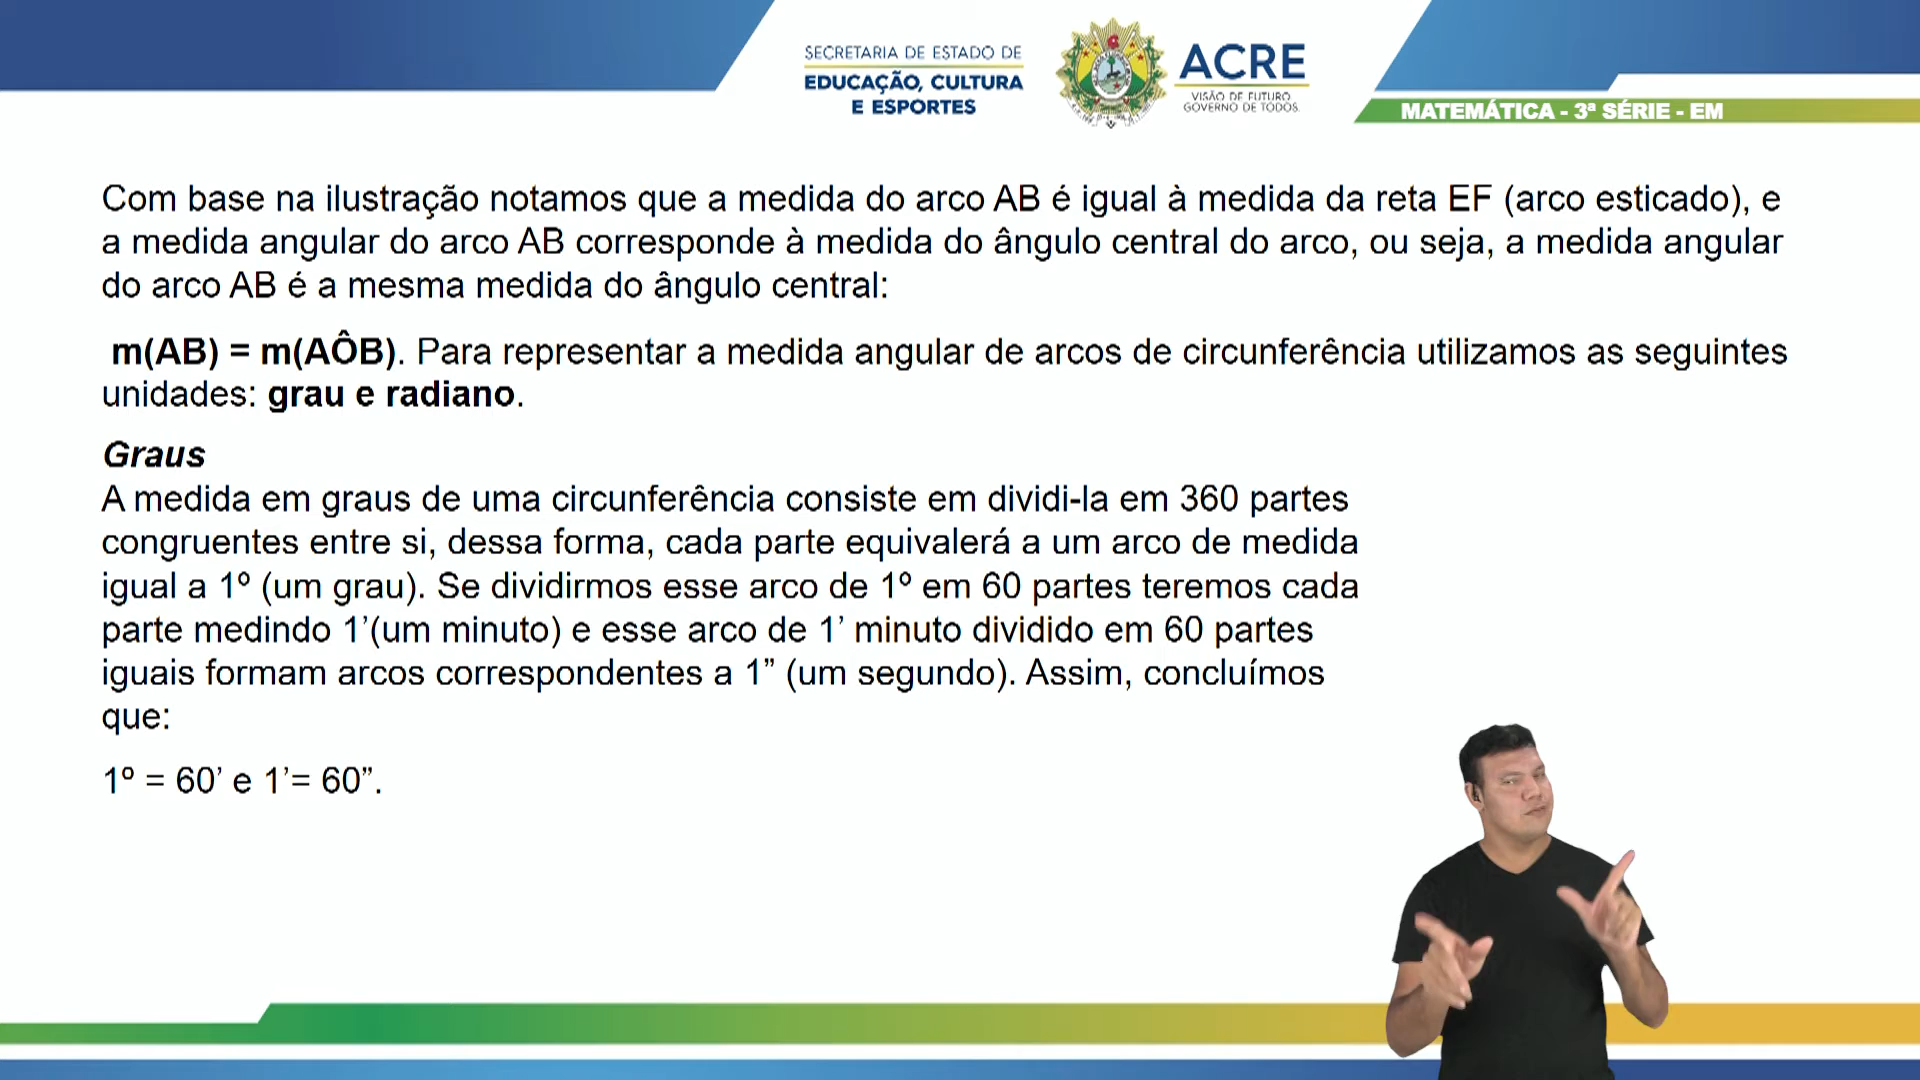 SECRETARIA DE ESTADO DE
EDUCAÇÃO, CULTURA
E ESPORTES
ACRE
VISÃO DE FUTURO.
GOVERNO DE TODOS.
MATEMÁTICA - 3ª SÉRIE - EM
Com base na ilustração notamos que a medida do arco AB é igual à medida da reta EF (arco esticado), e
a medida angular do arco AB corresponde à medida do ângulo central do arco, ou seja, a medida angular
do arco AB é a mesma medida do ângulo central:
m(AB) = m(AÔB). Para representar a medida angular de arcos de circunferência utilizamos as seguintes
unidades: grau e radiano.
Graus
A medida em graus de uma circunferência consiste em dividi-la em 360 partes
congruentes entre si, dessa forma, cada parte equivalerá a um arco de medida
igual a 1º (um grau). Se dividirmos esse arco de 1º em 60 partes teremos cada
parte medindo 1’(um minuto) e esse arco de 1’ minuto dividido em 60 partes
iguais formam arcos correspondentes a 1” (um segundo). Assim, concluímos
que:
1º = 60’ e 1’= 60”.